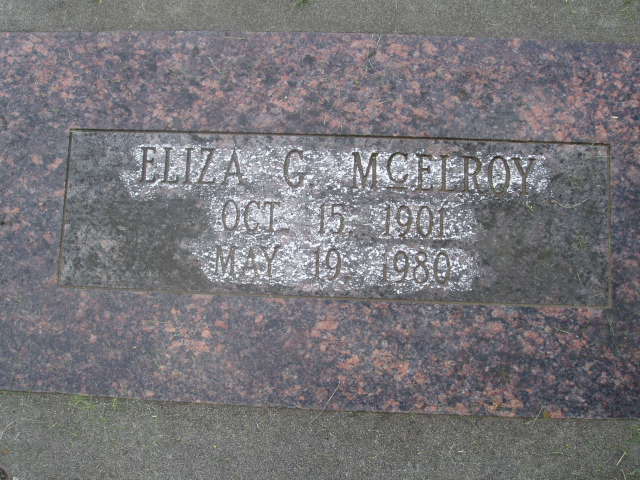 ELIZA G. McELROY
OCT. 15, 1901
MAY 19, 1980